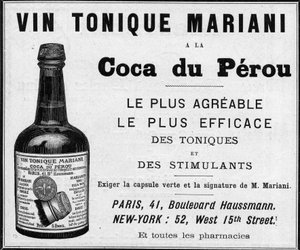 VIN TONIQUE MARIANI
A LA
Coca du Pérou
LE PLUS AGRÉABLE
LE PLUS EFFICACE
DES TONIQUES
ET
DES STIMULANTS
Exiger la capsule verte et la signature de M. Mariani.
PARIS, 41, Boulevard Haussmann.
NEW-YORK : 52, West 15th Street.
Et toutes les pharmacies
VIN TONIQUE MARIANI
COCA DU PÉROU